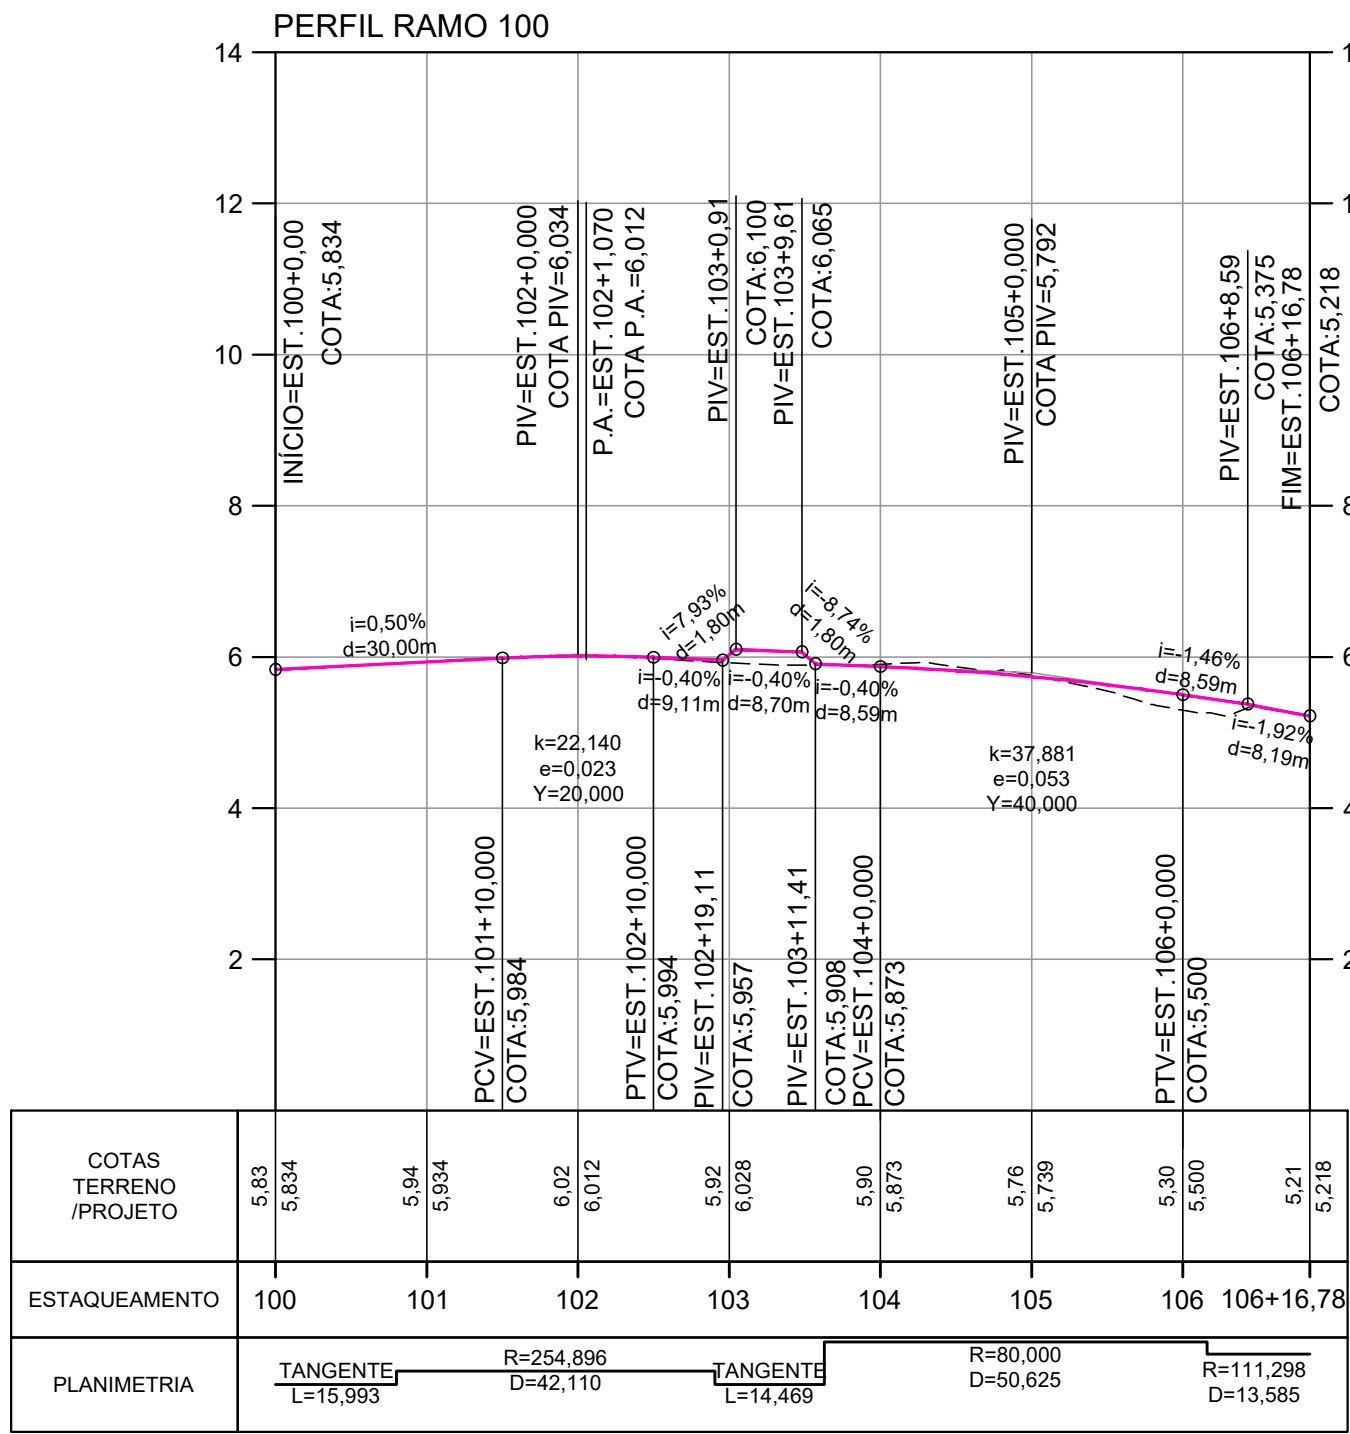 PERFIL RAMO 100
14
12
10
8
6
4
2
1
1
1
8
6
4
2
INÍCIO=EST.100+0,00
COTA:5,834
PIV=EST.102+0,000
COTA PIV=6,034
P.A.=EST.102+1,070
COTA P.A.=6,012
PIV=EST.103+0,91
COTA:6,100
PIV=EST.103+9,61
COTA:6,065
PIV=EST.105+0,000
COTA PIV=5,792
PIV=EST.106+8,59
COTA:5,375
FIM=EST.106+16,78
COTA:5,218
i=0,50%
d=30,00m
i=7,93%
d=1,80m
i=-8,74%
d=1,80m
i=-0,40%
d=9,11m
i=-0,40%
d=8,70m
i=-0,40%
d=8,59m
i=-1,46%
d=8,59m
i=-1,92%
d=8,19m
k=22,140
e=0,023
Y=20,000
k=37,881
e=0,053
Y=40,000
PCV=EST.101+10,000
COTA:5,984
PTV=EST.102+10,000
COTA:5,994
PIV=EST.102+19,11
COTA:5,957
PIV=EST.103+11,41
COTA:5,908
PCV=EST.104+0,000
COTA:5,873
PTV=EST.106+0,000
COTA:5,500
COTAS
TERRENO
/PROJETO
5,83
5,834
5,94
5,934
6,02
6,012
5,92
6,028
5,90
5,873
5,76
5,739
5,30
5,500
5,21
5,218
ESTAQUEAMENTO
100
101
102
103
104
105
106
106+16,78
PLANIMETRIA
TANGENTE
L=15,993
R=254,896
D=42,110
TANGENTE
L=14,469
R=80,000
D=50,625
R=111,298
D=13,585